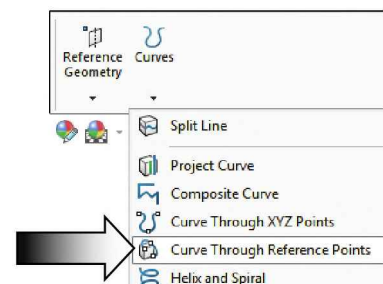 Reference Curves
Geometry
Split Line
Project Curve
Composite Curve
Curve Through XYZ Points
Curve Through Reference Points
Helix and Spiral